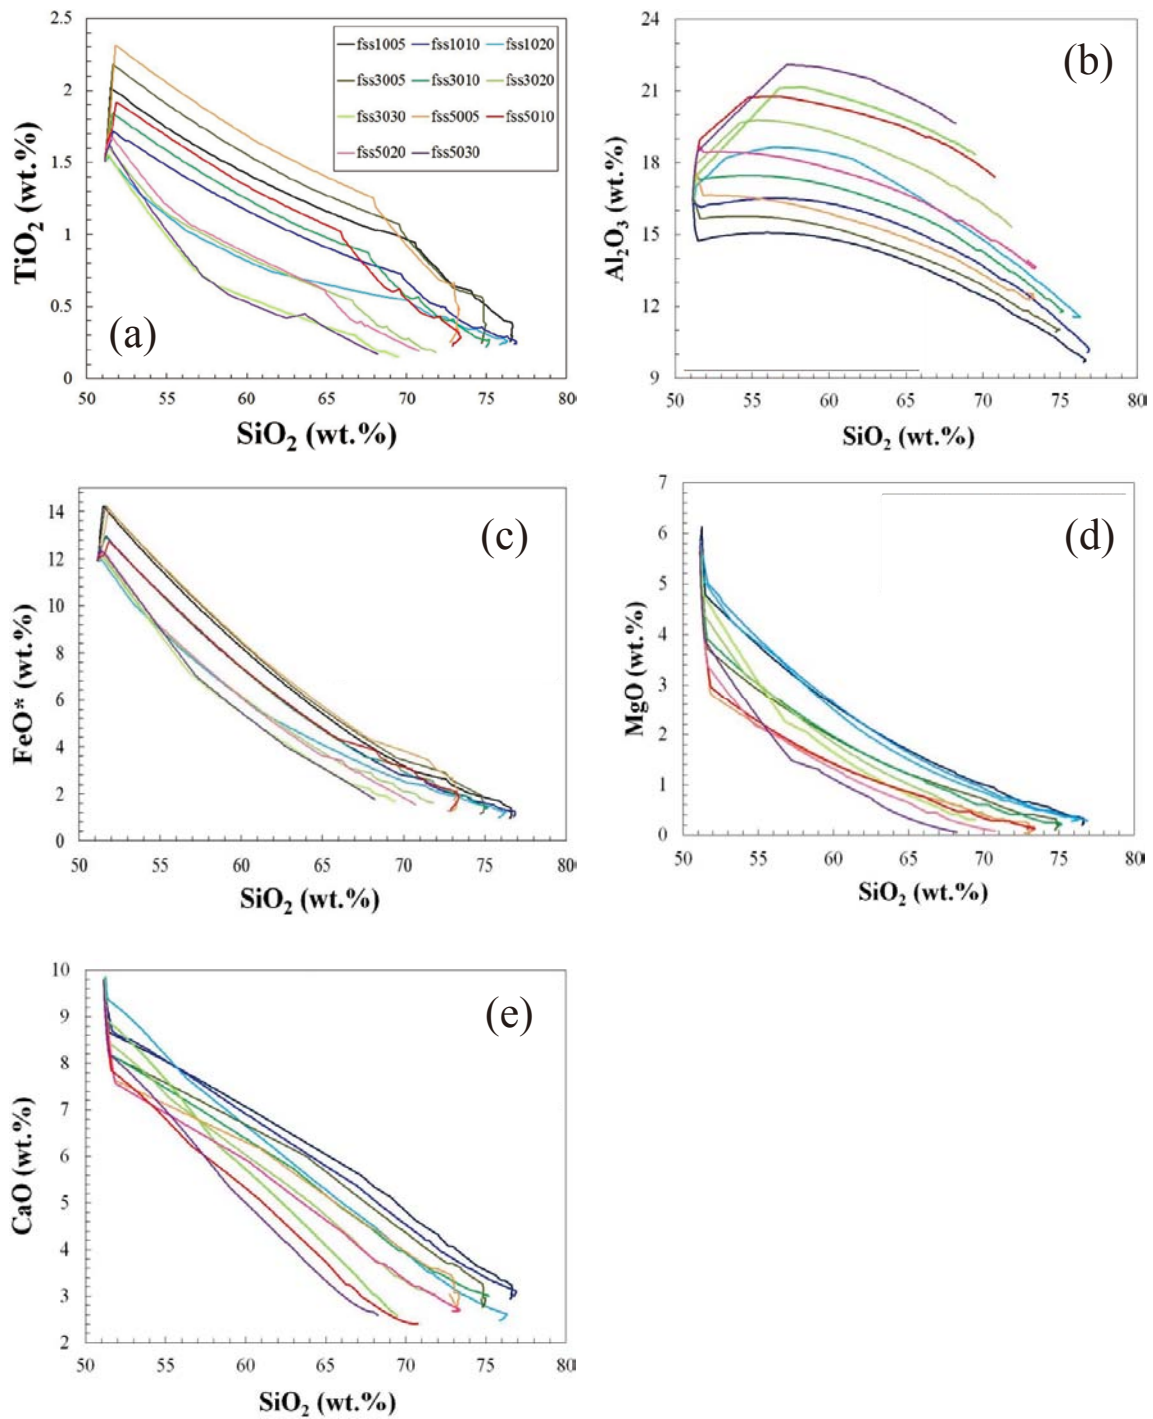 2.5
2
1.5
1
0.5
0
TiO2 (wt.%)
fss1005 fss1010 fss1020
fss3005 fss3010 fss3020
fss3030 fss5005 fss5010
fss5020 fss5030
(a)
50 55 60 65 70 75 80
SiO2 (wt.%)
24
21
18
15
12
9
Al2O3 (wt.%)
(b)
50 55 60 65 70 75 80
SiO2 (wt.%)
14
12
10
8
6
4
2
0
FeO* (wt.%)
(c)
50 55 60 65 70 75 80
SiO2 (wt.%)
7
6
5
4
3
2
1
0
MgO (wt.%)
(d)
50 55 60 65 70 75 80
SiO2 (wt.%)
10
9
8
7
6
5
4
3
2
CaO (wt.%)
(e)
50 55 60 65 70 75 80
SiO2 (wt.%)